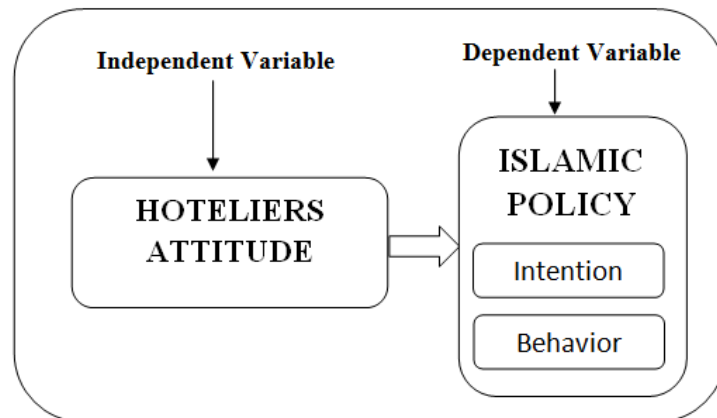 Independent Variable
Dependent Variable
HOTELIERS
ATTITUDE
ISLAMIC
POLICY
Intention
Behavior